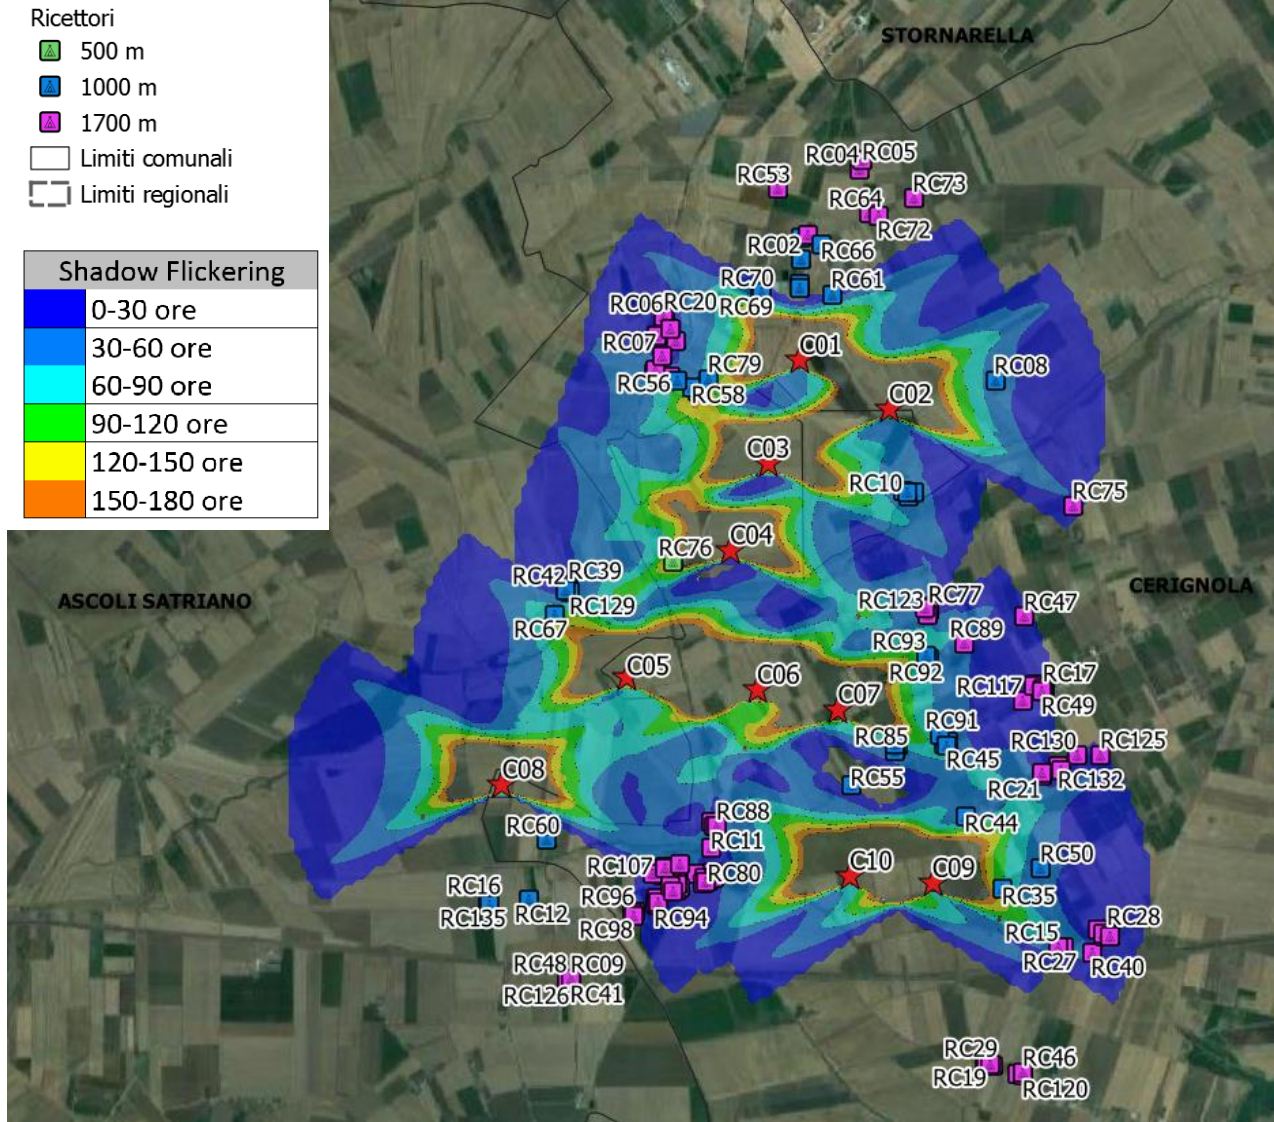 Ricettori
500 m
1000 m
1700 m
Limiti comunali
Limiti regionali
Shadow Flickering
0-30 ore
30-60 ore
60-90 ore
90-120 ore
120-150 ore
150-180 ore
STORNARELLA
RC04 RC05
RC53
RC73
RC64
RC72
RC02
RC66
RC70
RC61
RC06 RC20
RC69
RC07
C01
RC79
RC08
RC56
RC58
C02
C03
RC10
RC75
C04
RC76
RC42 RC39
CERIGNOLA
ASCOLI SATRIANO
RC129
RC123 RC77
RC47
RC67
RC89
RC93
C05
C06
RC92
RC17
RC117
C07
RC49
RC91
RC85
RC130
RC125
RC45
C08
RC55
RC132
RC21
RC88
RC44
RC60
RC11
C10
C09
RC50
RC107
RC80
RC16
RC35
RC96
RC135
RC12
RC94
RC28
RC98
RC15
RC27
RC40
RC48 RC09
RC126 RC41
RC29
RC46
RC19
RC120